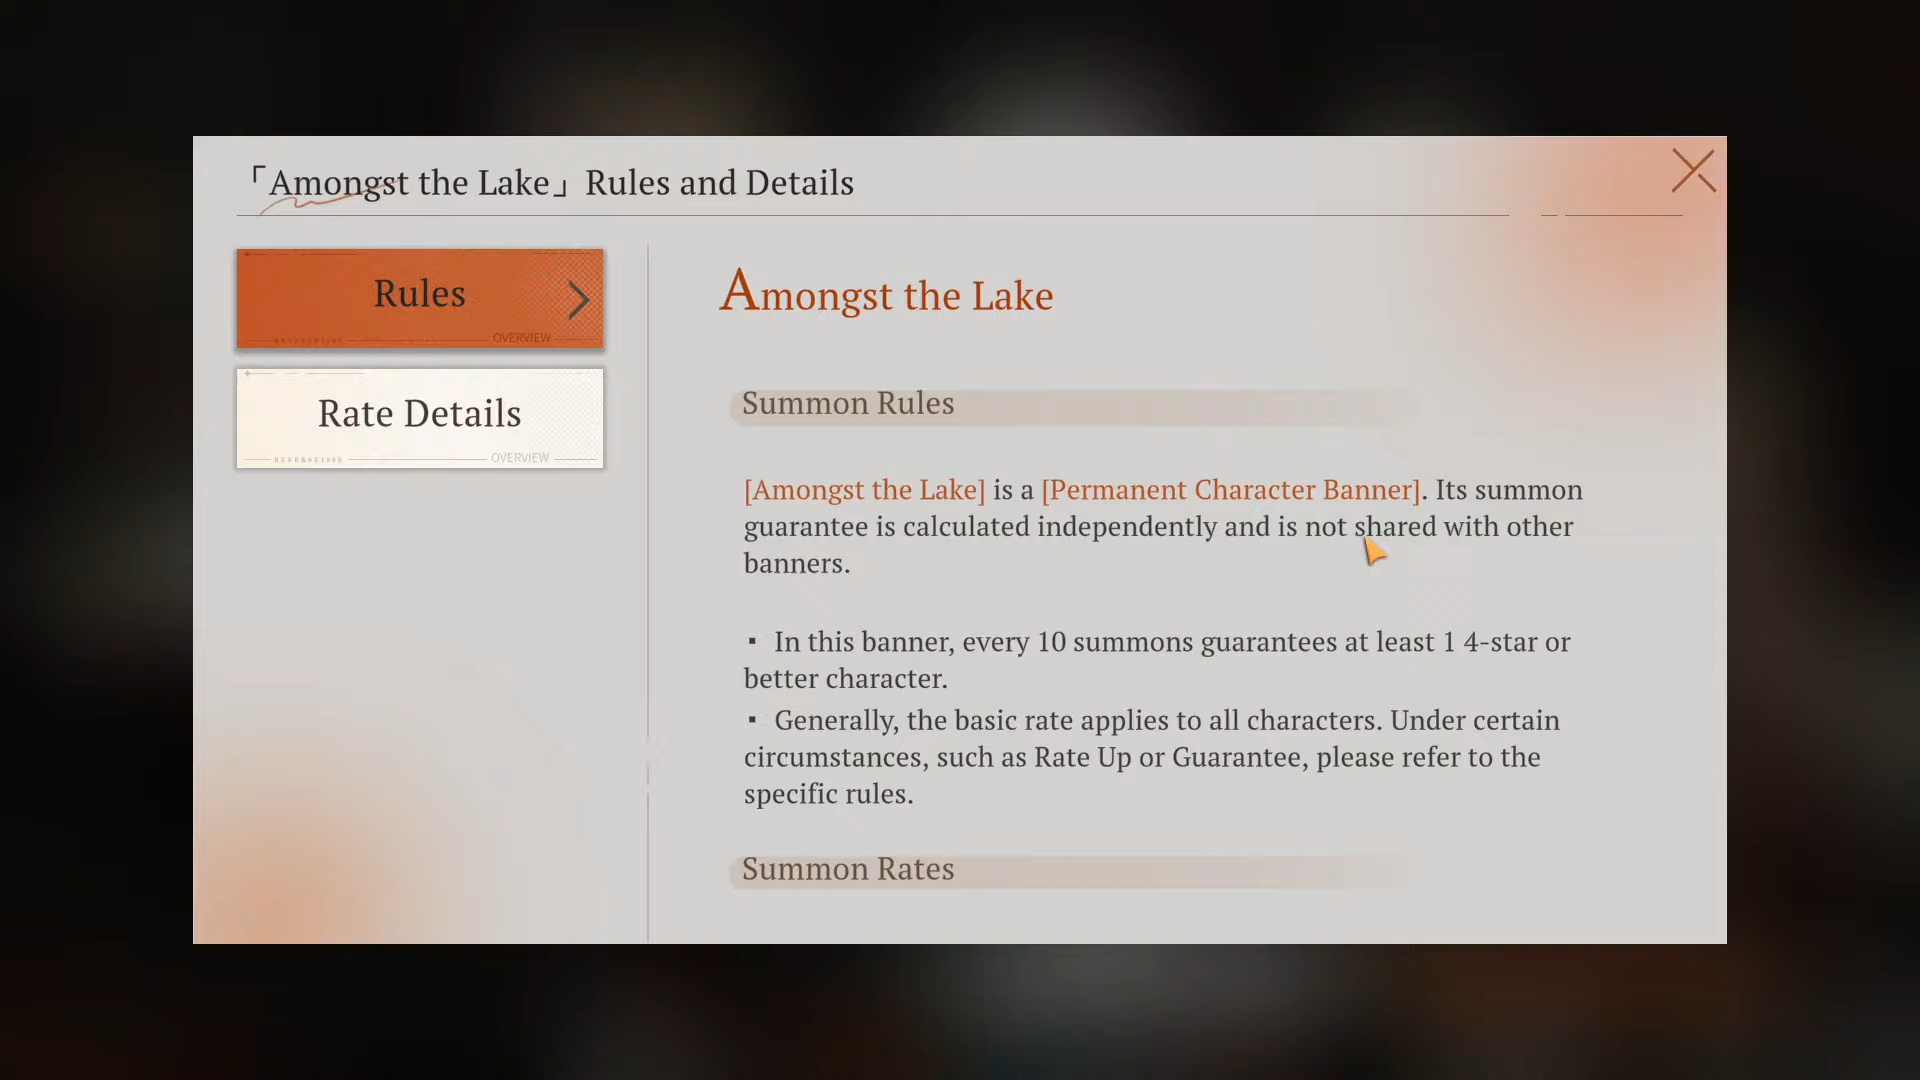 「Amongst the Lake」 Rules and Details
Rules
OVERVIEW
Rate Details
REVERSE1999
OVERVIEW
Amongst the Lake
Summon Rules
[Amongst the Lake] is a [Permanent Character Banner]. Its summon
guarantee is calculated independently and is not shared with other
banners.
▪ In this banner, every 10 summons guarantees at least 1 4-star or
better character.
▪ Generally, the basic rate applies to all characters. Under certain
circumstances, such as Rate Up or Guarantee, please refer to the
specific rules.
Summon Rates